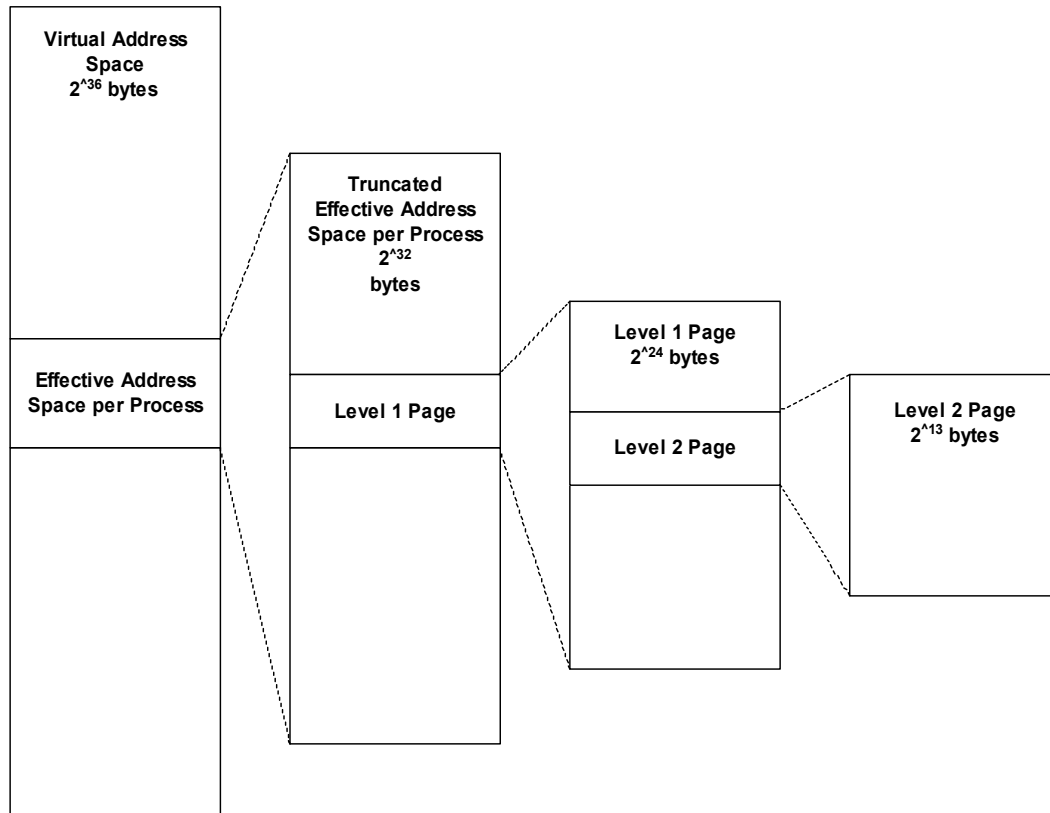 Virtual Address
Space
2^36 bytes
Effective Address
Space per Process
Truncated
Effective Address
Space per Process
2^32
bytes
Level 1 Page
Level 1 Page
2^24 bytes
Level 2 Page
Level 2 Page
2^13 bytes